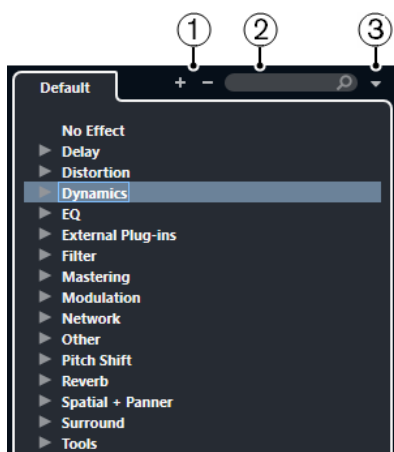 1 2 3
Default + −
No Effect
Delay
Distortion
Dynamics
EQ
External Plug-ins
Filter
Mastering
Modulation
Network
Other
Pitch Shift
Reverb
Spatial + Panner
Surround
Tools